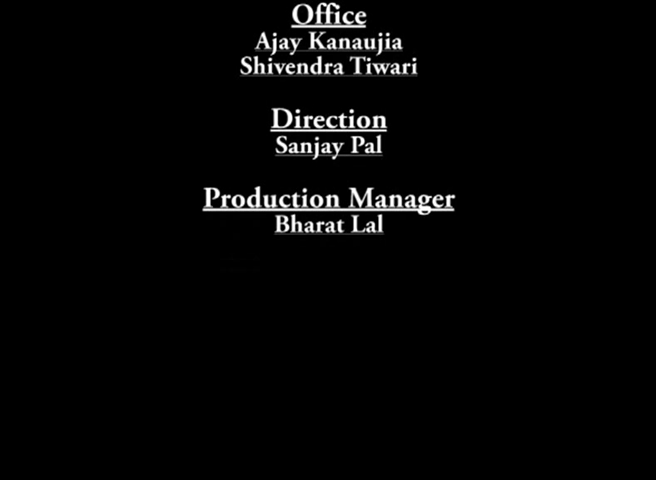 Office
Ajay Kanaujia
Shivendra Tiwari
Direction
Sanjay Pal
Production Manager
Bharat Lal